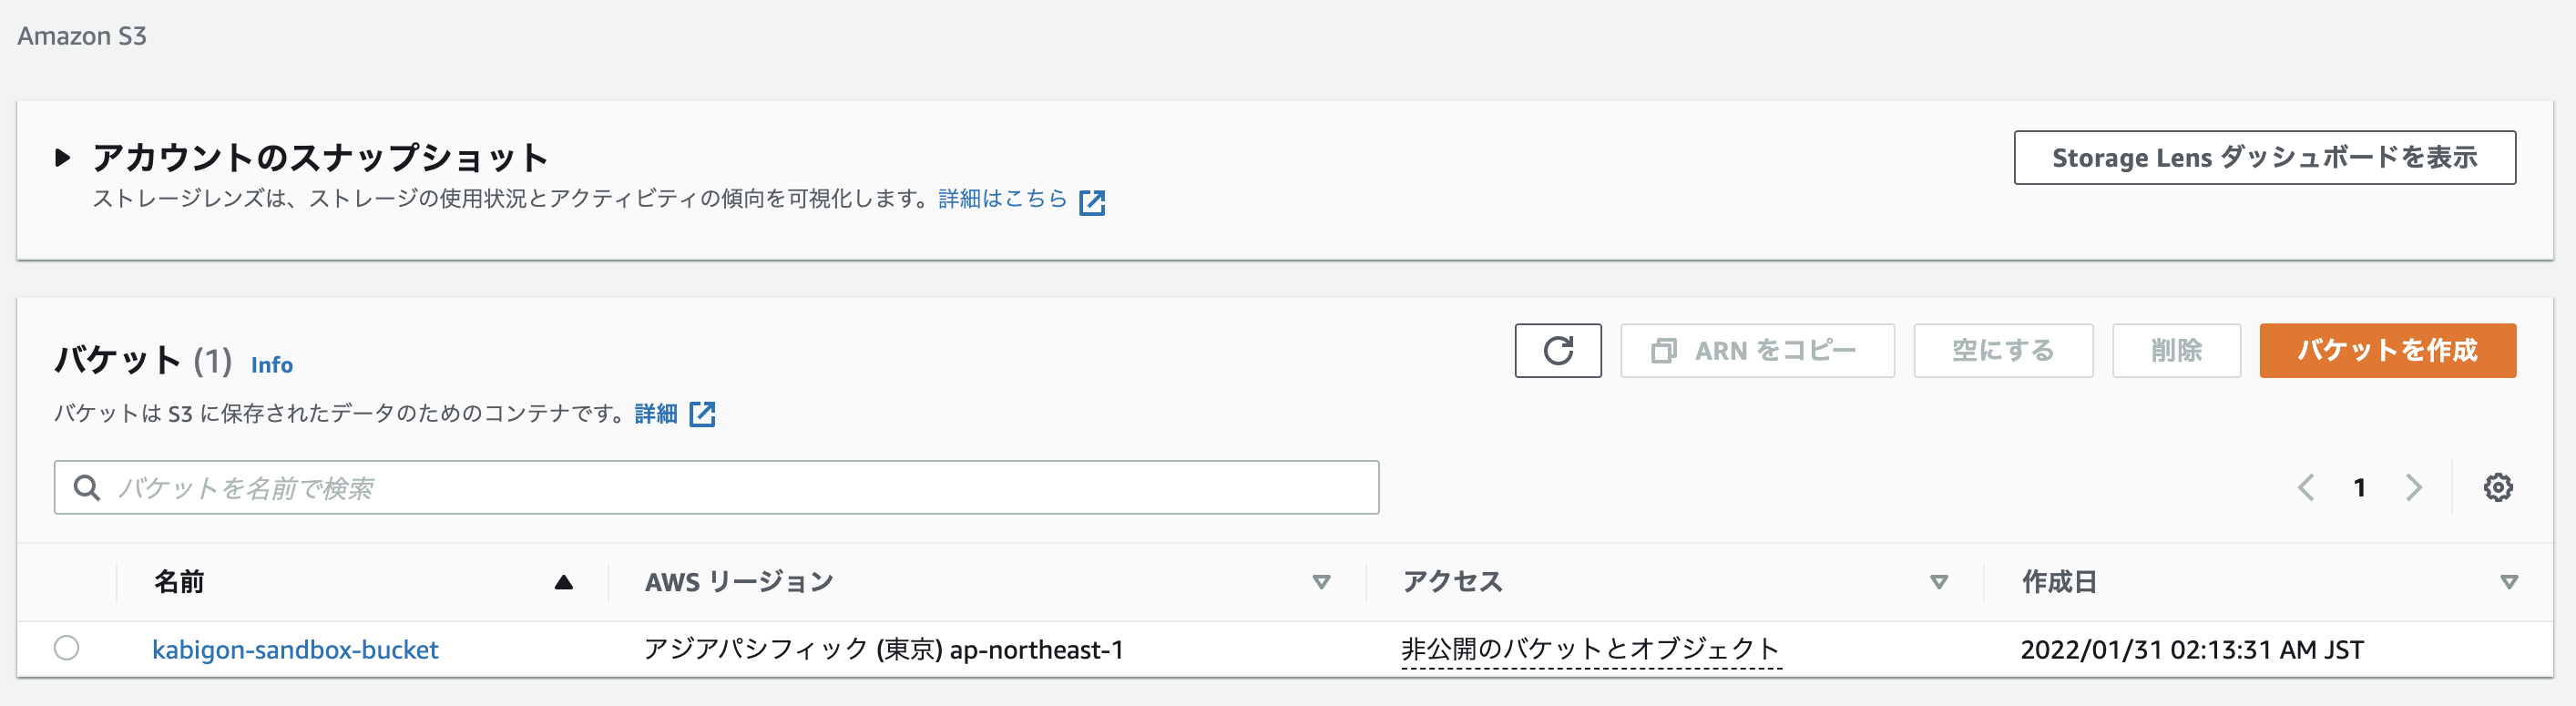 Amazon S3
アカウントのスナップショット
Storage Lens ダッシュボードを表示
ストレージレンズは、ストレージの使用状況とアクティビティの傾向を可視化します。詳細はこちら
バケット (1) Info
ARN をコピー
空にする
削除
バケットを作成
バケットは S3 に保存されたデータのためのコンテナです。詳細
バケットを名前で検索
1
名前 AWS リージョン アクセス 作成日
kabigon-sandbox-bucket アジアパシフィック (東京) ap-northeast-1 非公開のバケットとオブジェクト 2022/01/31 02:13:31 AM JST